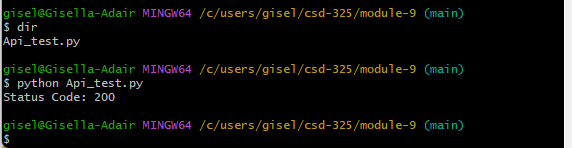 gisel@Gisella-Adair MINGW64 /c/users/gisel/csd-325/module-9 (main)
$ dir
Api_test.py
gisel@Gisella-Adair MINGW64 /c/users/gisel/csd-325/module-9 (main)
$ python Api_test.py
Status Code: 200
gisel@Gisella-Adair MINGW64 /c/users/gisel/csd-325/module-9 (main)
$